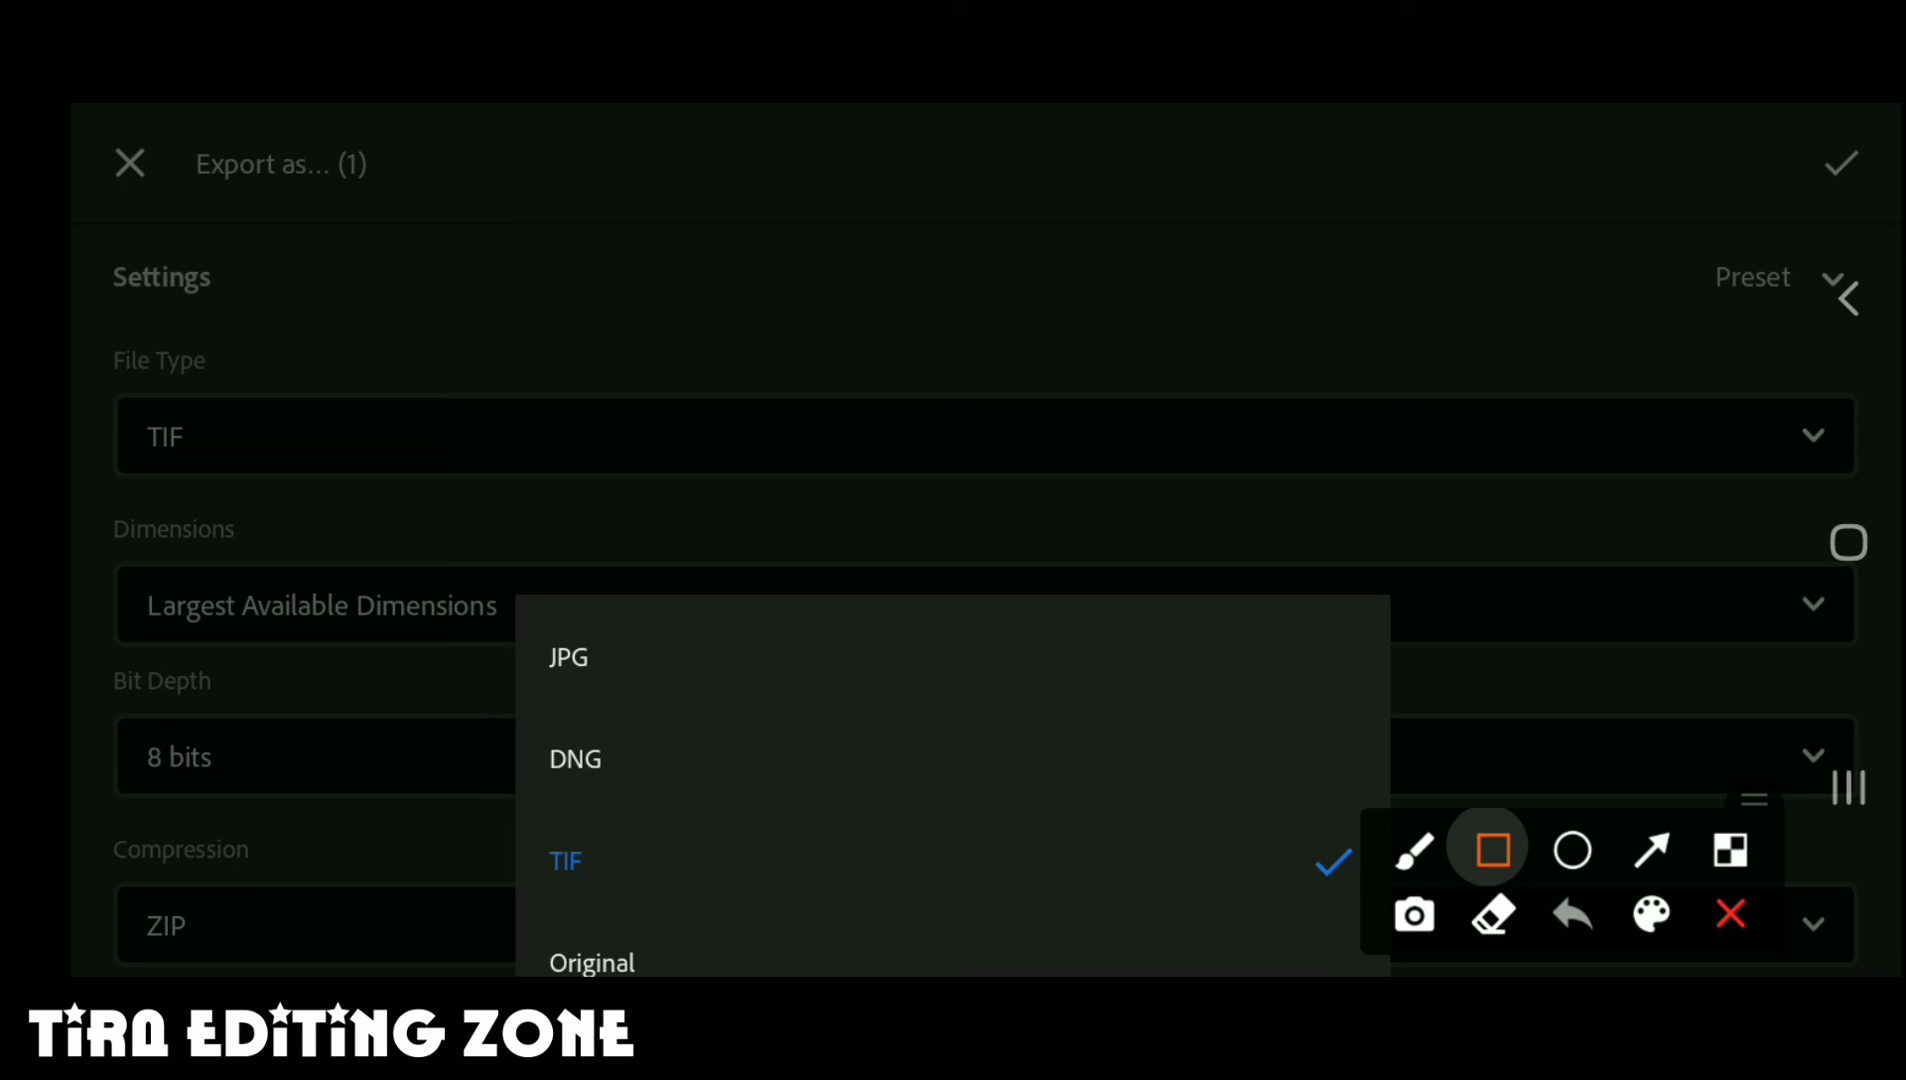 Export as... (1)
Settings
Preset
File Type
TIF
Dimensions
Largest Available Dimensions
Bit Depth
8 bits
Compression
ZIP
JPG
DNG
TIF
Original
TIRA EDITING ZONE